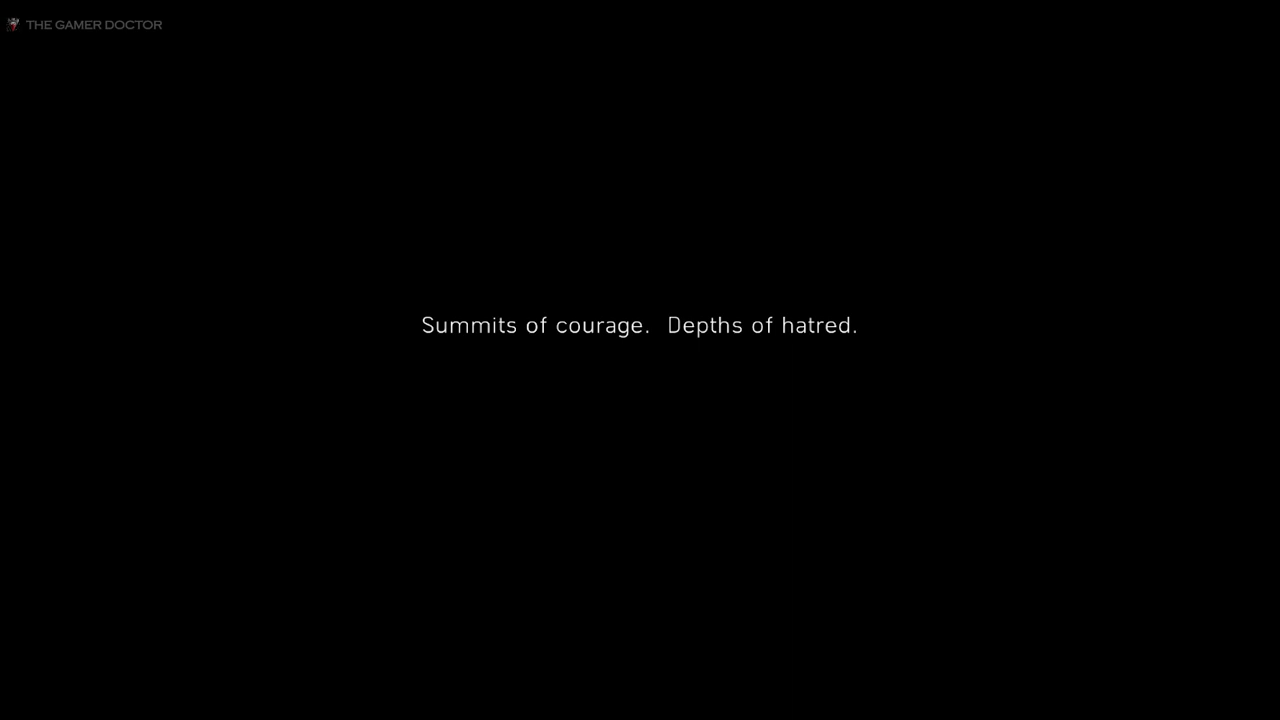 THE GAMER DOCTOR
Summits of courage. Depths of hatred.